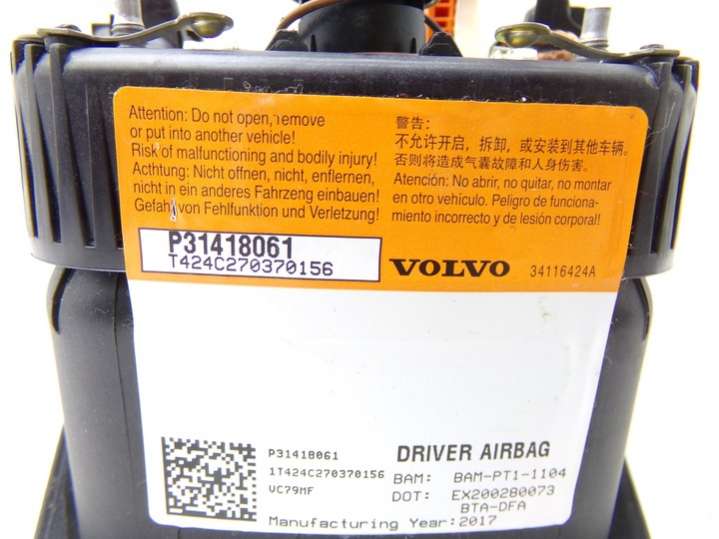 Attention: Do not open, remove
or put into another vehicle!
Risk of malfunctioning and bodily injury!
Acthtung: Nicht öffnen, nicht, enflernen,
nicht in ein anderes Fahrzeng einbauen!
Gefahr von Fehlfunktion und Verletzung!
警告:
不允许开启，拆卸，或安装到其他车辆。
否则将造成气囊故障和人身伤害。
Atención: No abrir, no quitar, no montar
en otro vehículo. Peligro de funciona-
miento incorrecto y de lesión corporal!
P31418061
T424C270370156
VOLVO 34116424A
P31418061
1T424C270370156
VC79MF
DRIVER AIRBAG
BAM: BAM-PT1-1104
DOT: EX200280073
BTA-DFA
Manufacturing Year:2017